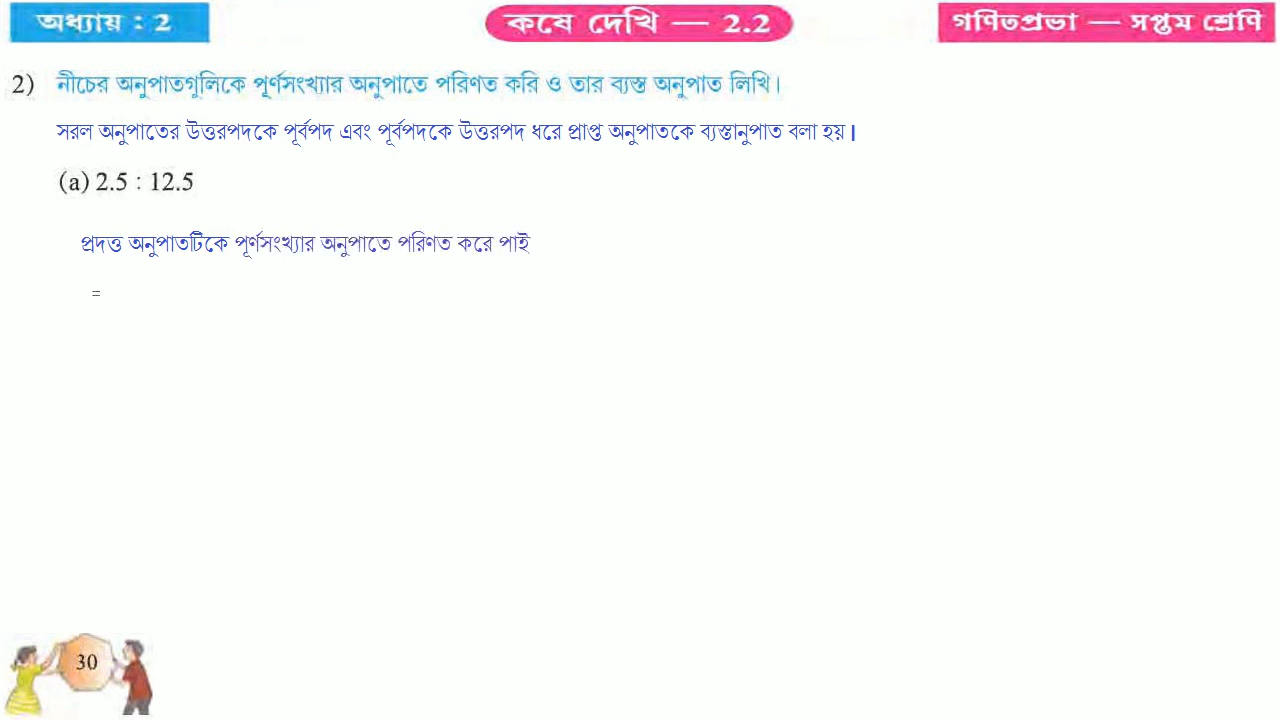 অধ্যায় : 2
কষে দেখি — 2.2
গণিতপ্রভা — সপ্তম শ্রেণি
2) নীচের অনুপাতগুলিকে পূর্ণসংখ্যার অনুপাতে পরিণত করি ও তার ব্যস্ত অনুপাত লিখি।
সরল অনুপাতের উত্তরপদকে পূর্বপদ এবং পূর্বপদকে উত্তরপদ ধরে প্রাপ্ত অনুপাতকে ব্যস্তানুপাত বলা হয়।
(a) 2.5 : 12.5
প্রদত্ত অনুপাতটিকে পূর্ণসংখ্যার অনুপাতে পরিণত করে পাই
=
30